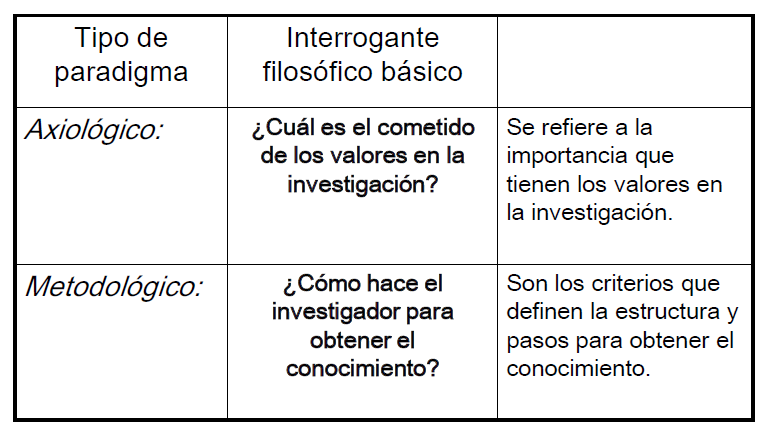 Tipo de
paradigma
Interrogante
filosófico básico
Axiológico:
¿Cuál es el cometido
de los valores en la
investigación?
Se refiere a la
importancia que
tienen los valores en
la investigación.
Metodológico:
¿Cómo hace el
investigador para
obtener el
conocimiento?
Son los criterios que
definen la estructura y
pasos para obtener el
conocimiento.